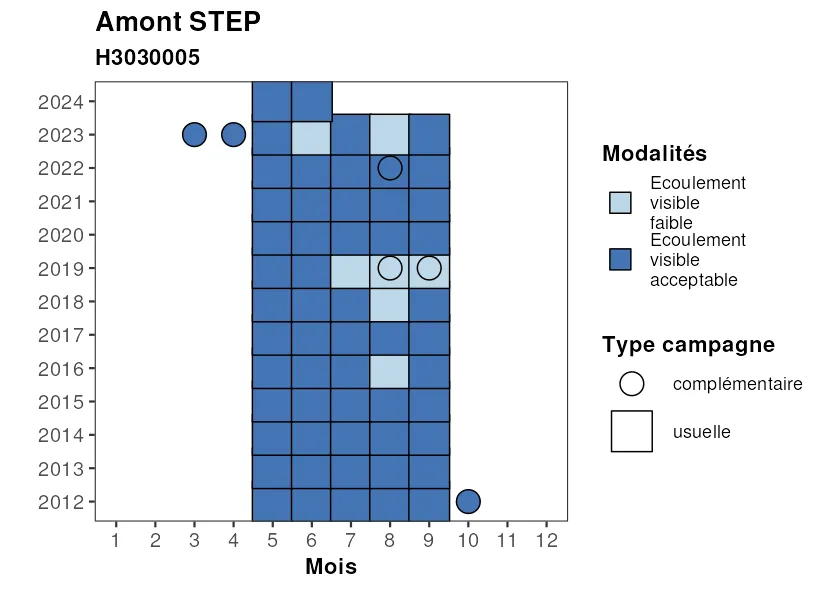 Amont STEP
H3030005
2024
2023
2022
2021
2020
2019
2018
2017
2016
2015
2014
2013
2012
1 2 3 4 5 6 7 8 9 10 11 12
Mois
Modalités
Ecoulement
visible
faible
Ecoulement
visible
acceptable
Type campagne
complémentaire
usuelle